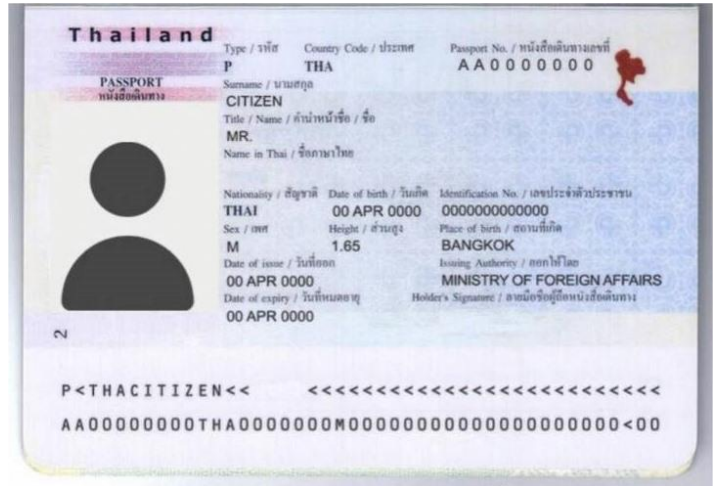 Thailand
PASSPORT
หนังสือเดินทาง
Type / รหัส Country Code / ประเทศ Passport No. / หนังสือเดินทางเลขที่
P THA AA0000000
Surname / นามสกุล
CITIZEN
Title / Name / คำนำหน้าชื่อ / ชื่อ
MR.
Name in Thai / ชื่อภาษาไทย
Nationality / สัญชาติ Date of birth / วันเกิด Identification No. / เลขประจำตัวประชาชน
THAI 00 APR 0000 0000000000000
Sex / เพศ Height / ส่วนสูง Place of birth / สถานที่เกิด
M 1.65 BANGKOK
Date of issue / วันที่ออก Issuing Authority / ออกให้โดย
00 APR 0000 MINISTRY OF FOREIGN AFFAIRS
Date of expiry / วันที่หมดอายุ Holder's Signature / ลายมือชื่อผู้ถือหนังสือเดินทาง
00 APR 0000
2
P<THACITIZEN<< <<<<<<<<<<<<<<<<<<<<<<<<<<
AA00000000THA0000000M0000000000000000000000<00